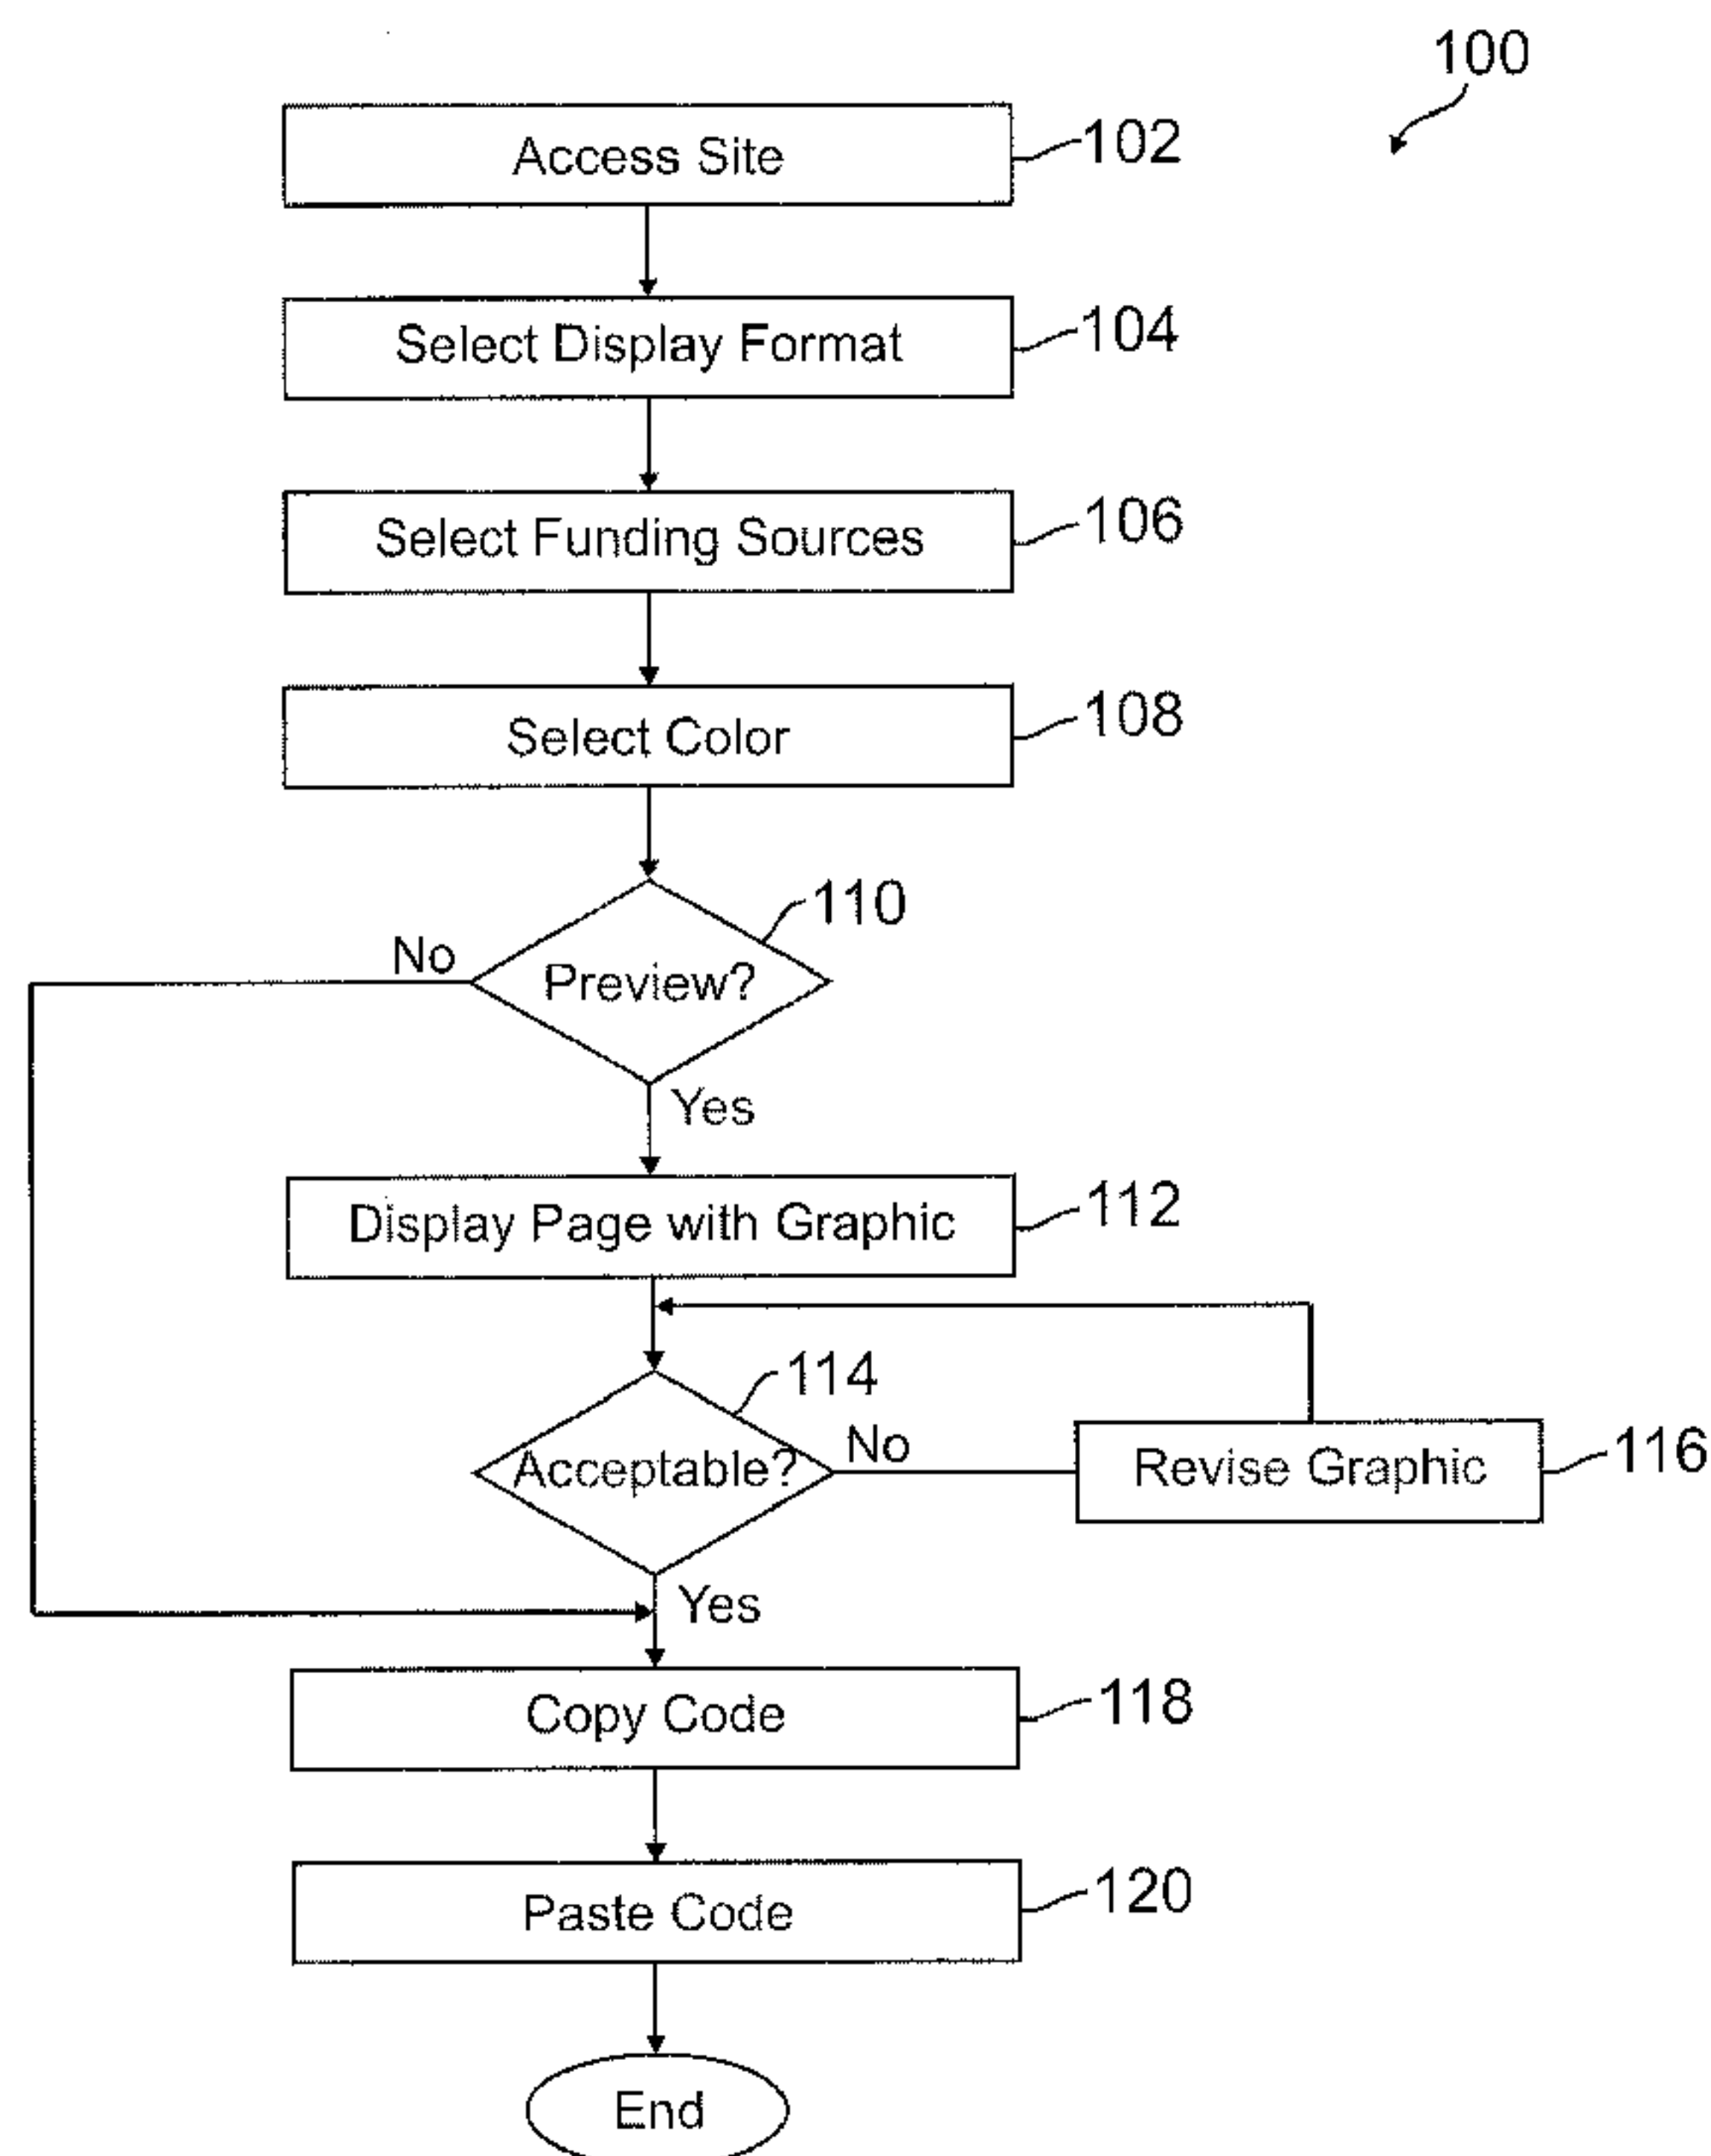 100
Access Site
102
Select Display Format
104
Select Funding Sources
106
Select Color
108
110
No
Preview?
Yes
Display Page with Graphic
112
114
Acceptable?
No
Revise Graphic
116
Yes
Copy Code
118
Paste Code
120
End